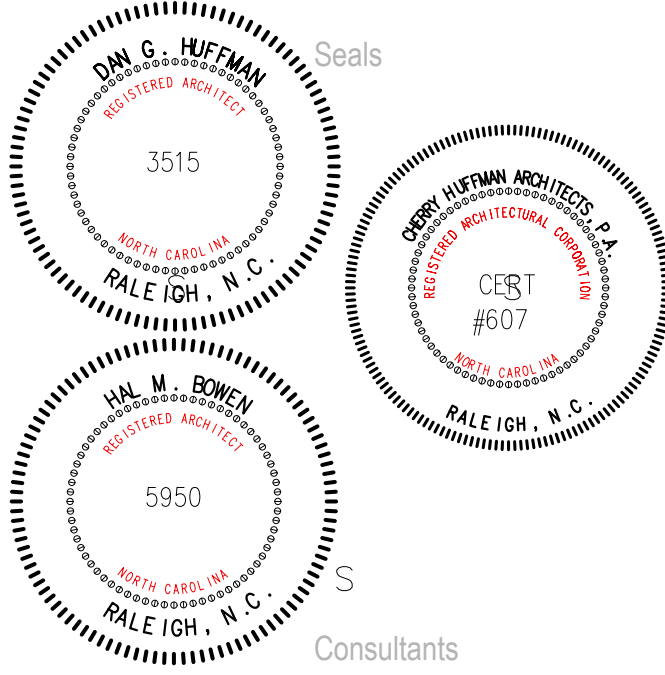 Seals
DAN G. HUFFMAN
REGISTERED ARCHITECT
3515
NORTH CAROLINA
RALEIGH, N.C.
S
CHERRY HUFFMAN ARCHITECTS, P.A.
REGISTERED ARCHITECTURAL CORPORATION
CERT
S
#607
NORTH CAROLINA
RALEIGH, N.C.
HAL M. BOWEN
REGISTERED ARCHITECT
5950
NORTH CAROLINA
RALEIGH, N.C.
S
Consultants